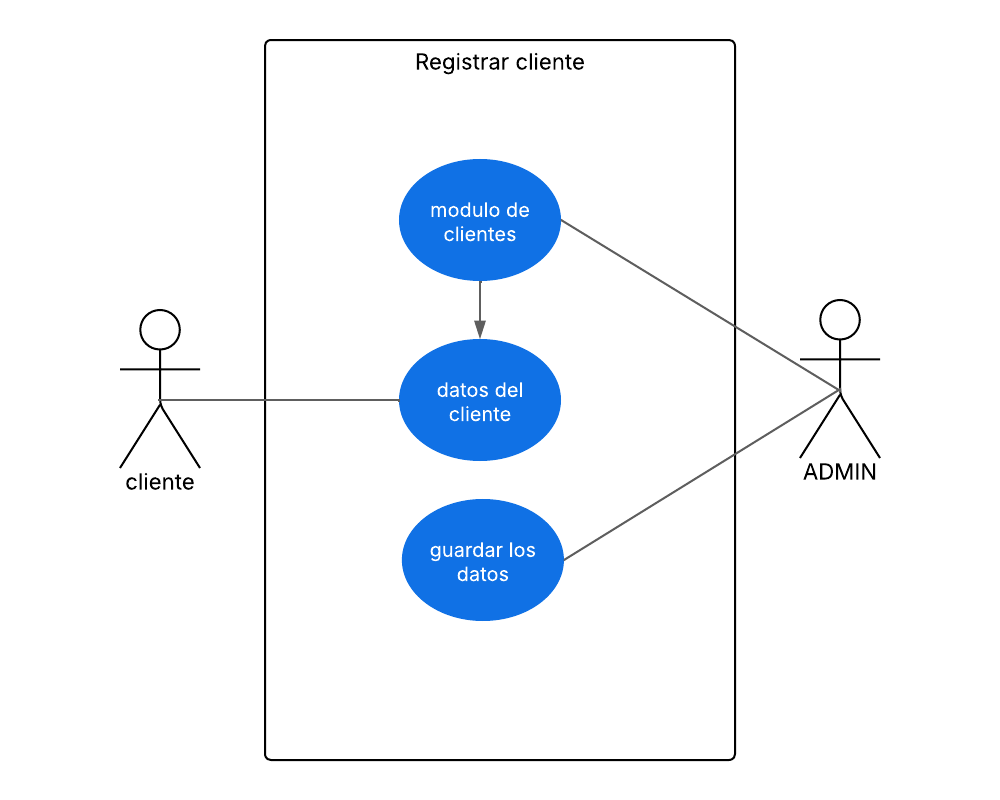 Registrar cliente
modulo de
clientes
datos del
cliente
cliente
ADMIN
guardar los
datos